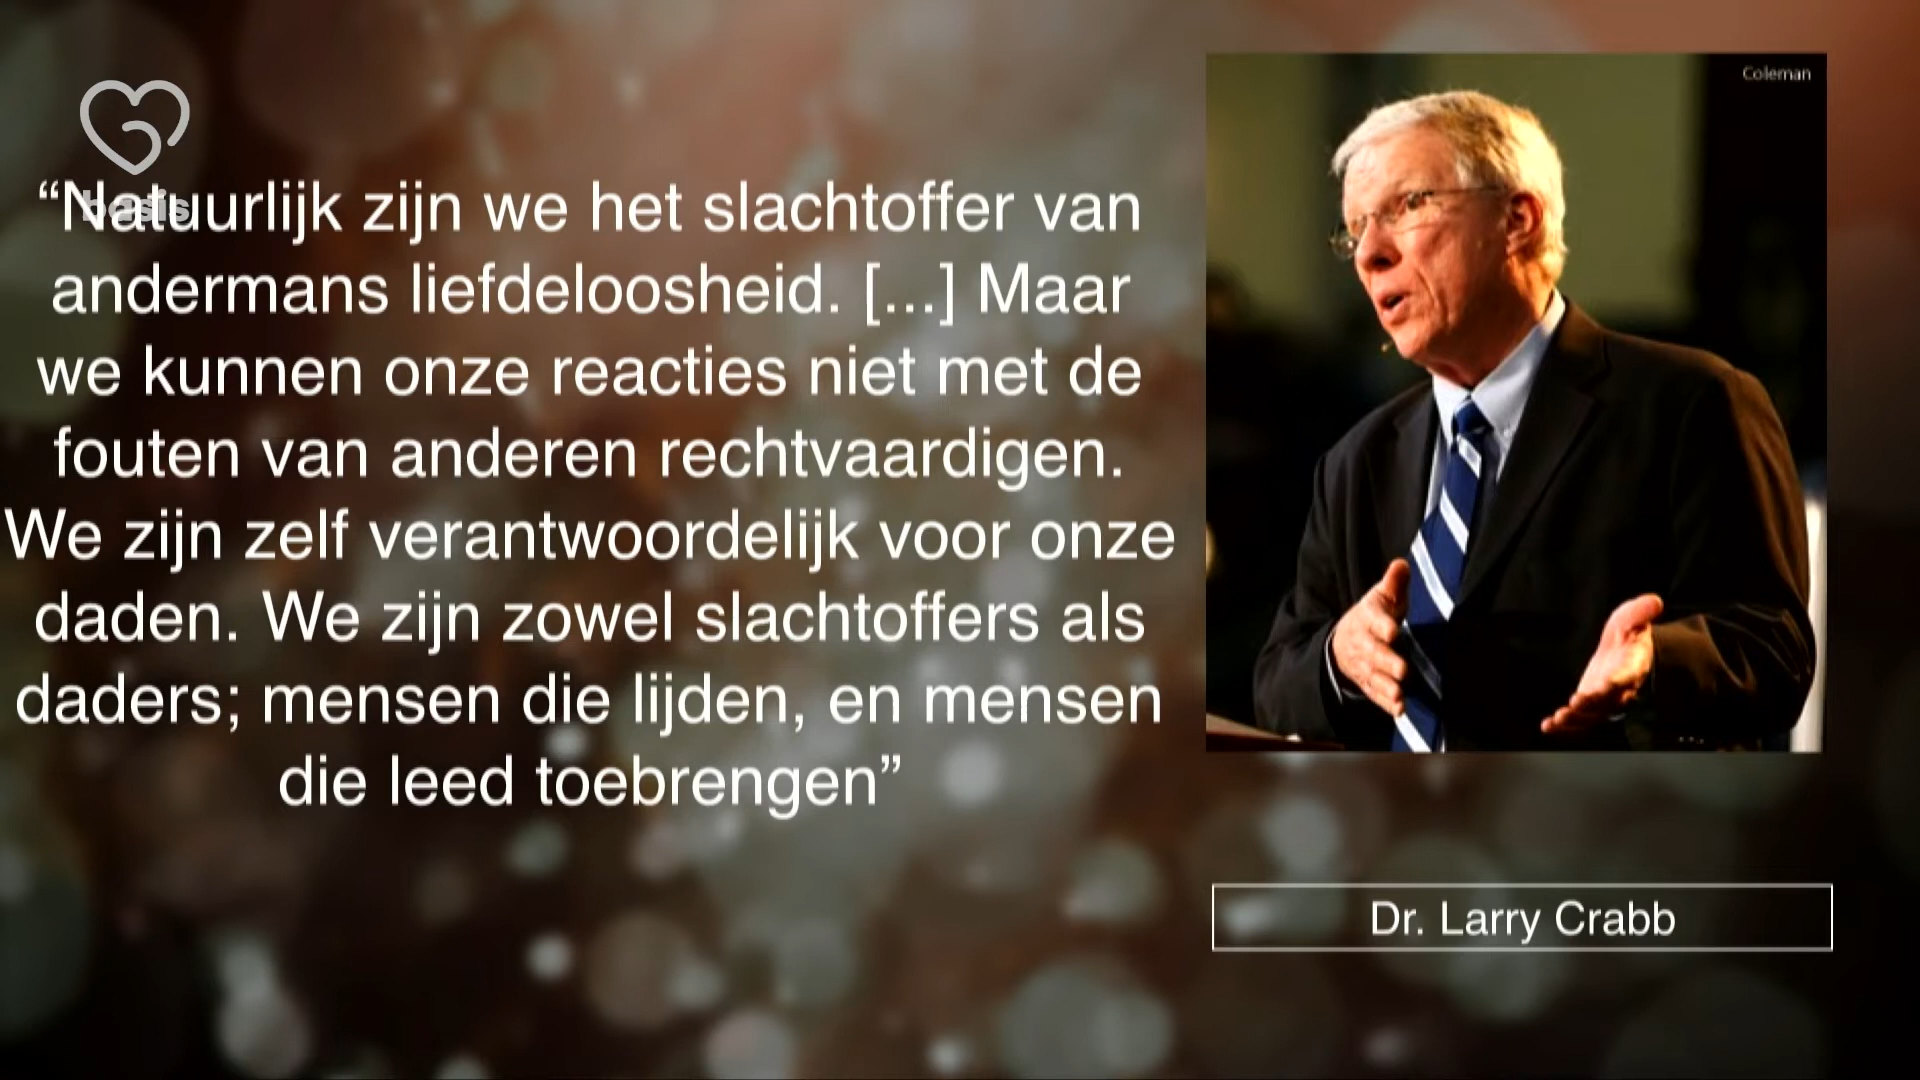 Coleman
basis
“Natuurlijk zijn we het slachtoffer van
andermans liefdeloosheid. [...] Maar
we kunnen onze reacties niet met de
fouten van anderen rechtvaardigen.
We zijn zelf verantwoordelijk voor onze
daden. We zijn zowel slachtoffers als
daders; mensen die lijden, en mensen
die leed toebrengen”
Dr. Larry Crabb